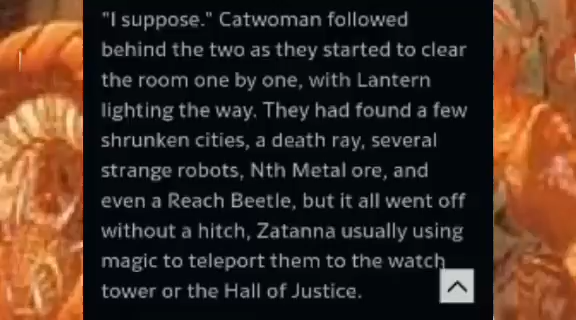 "I suppose." Catwoman followed
behind the two as they started to clear
the room one by one, with Lantern
lighting the way. They had found a few
shrunken cities, a death ray, several
strange robots, Nth Metal ore, and
even a Reach Beetle, but it all went off
without a hitch, Zatanna usually using
magic to teleport them to the watch
tower or the Hall of Justice.